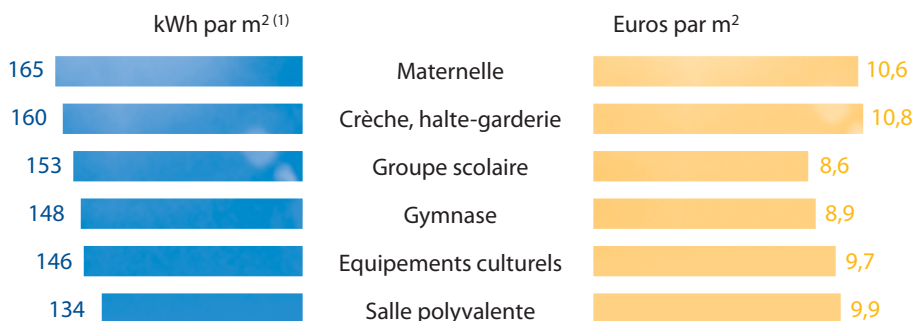 kWh par m² (1) Euros par m²
165 Maternelle 10,6
160 Crèche, halte-garderie 10,8
153 Groupe scolaire 8,6
148 Gymnase 8,9
146 Equipements culturels 9,7
134 Salle polyvalente 9,9